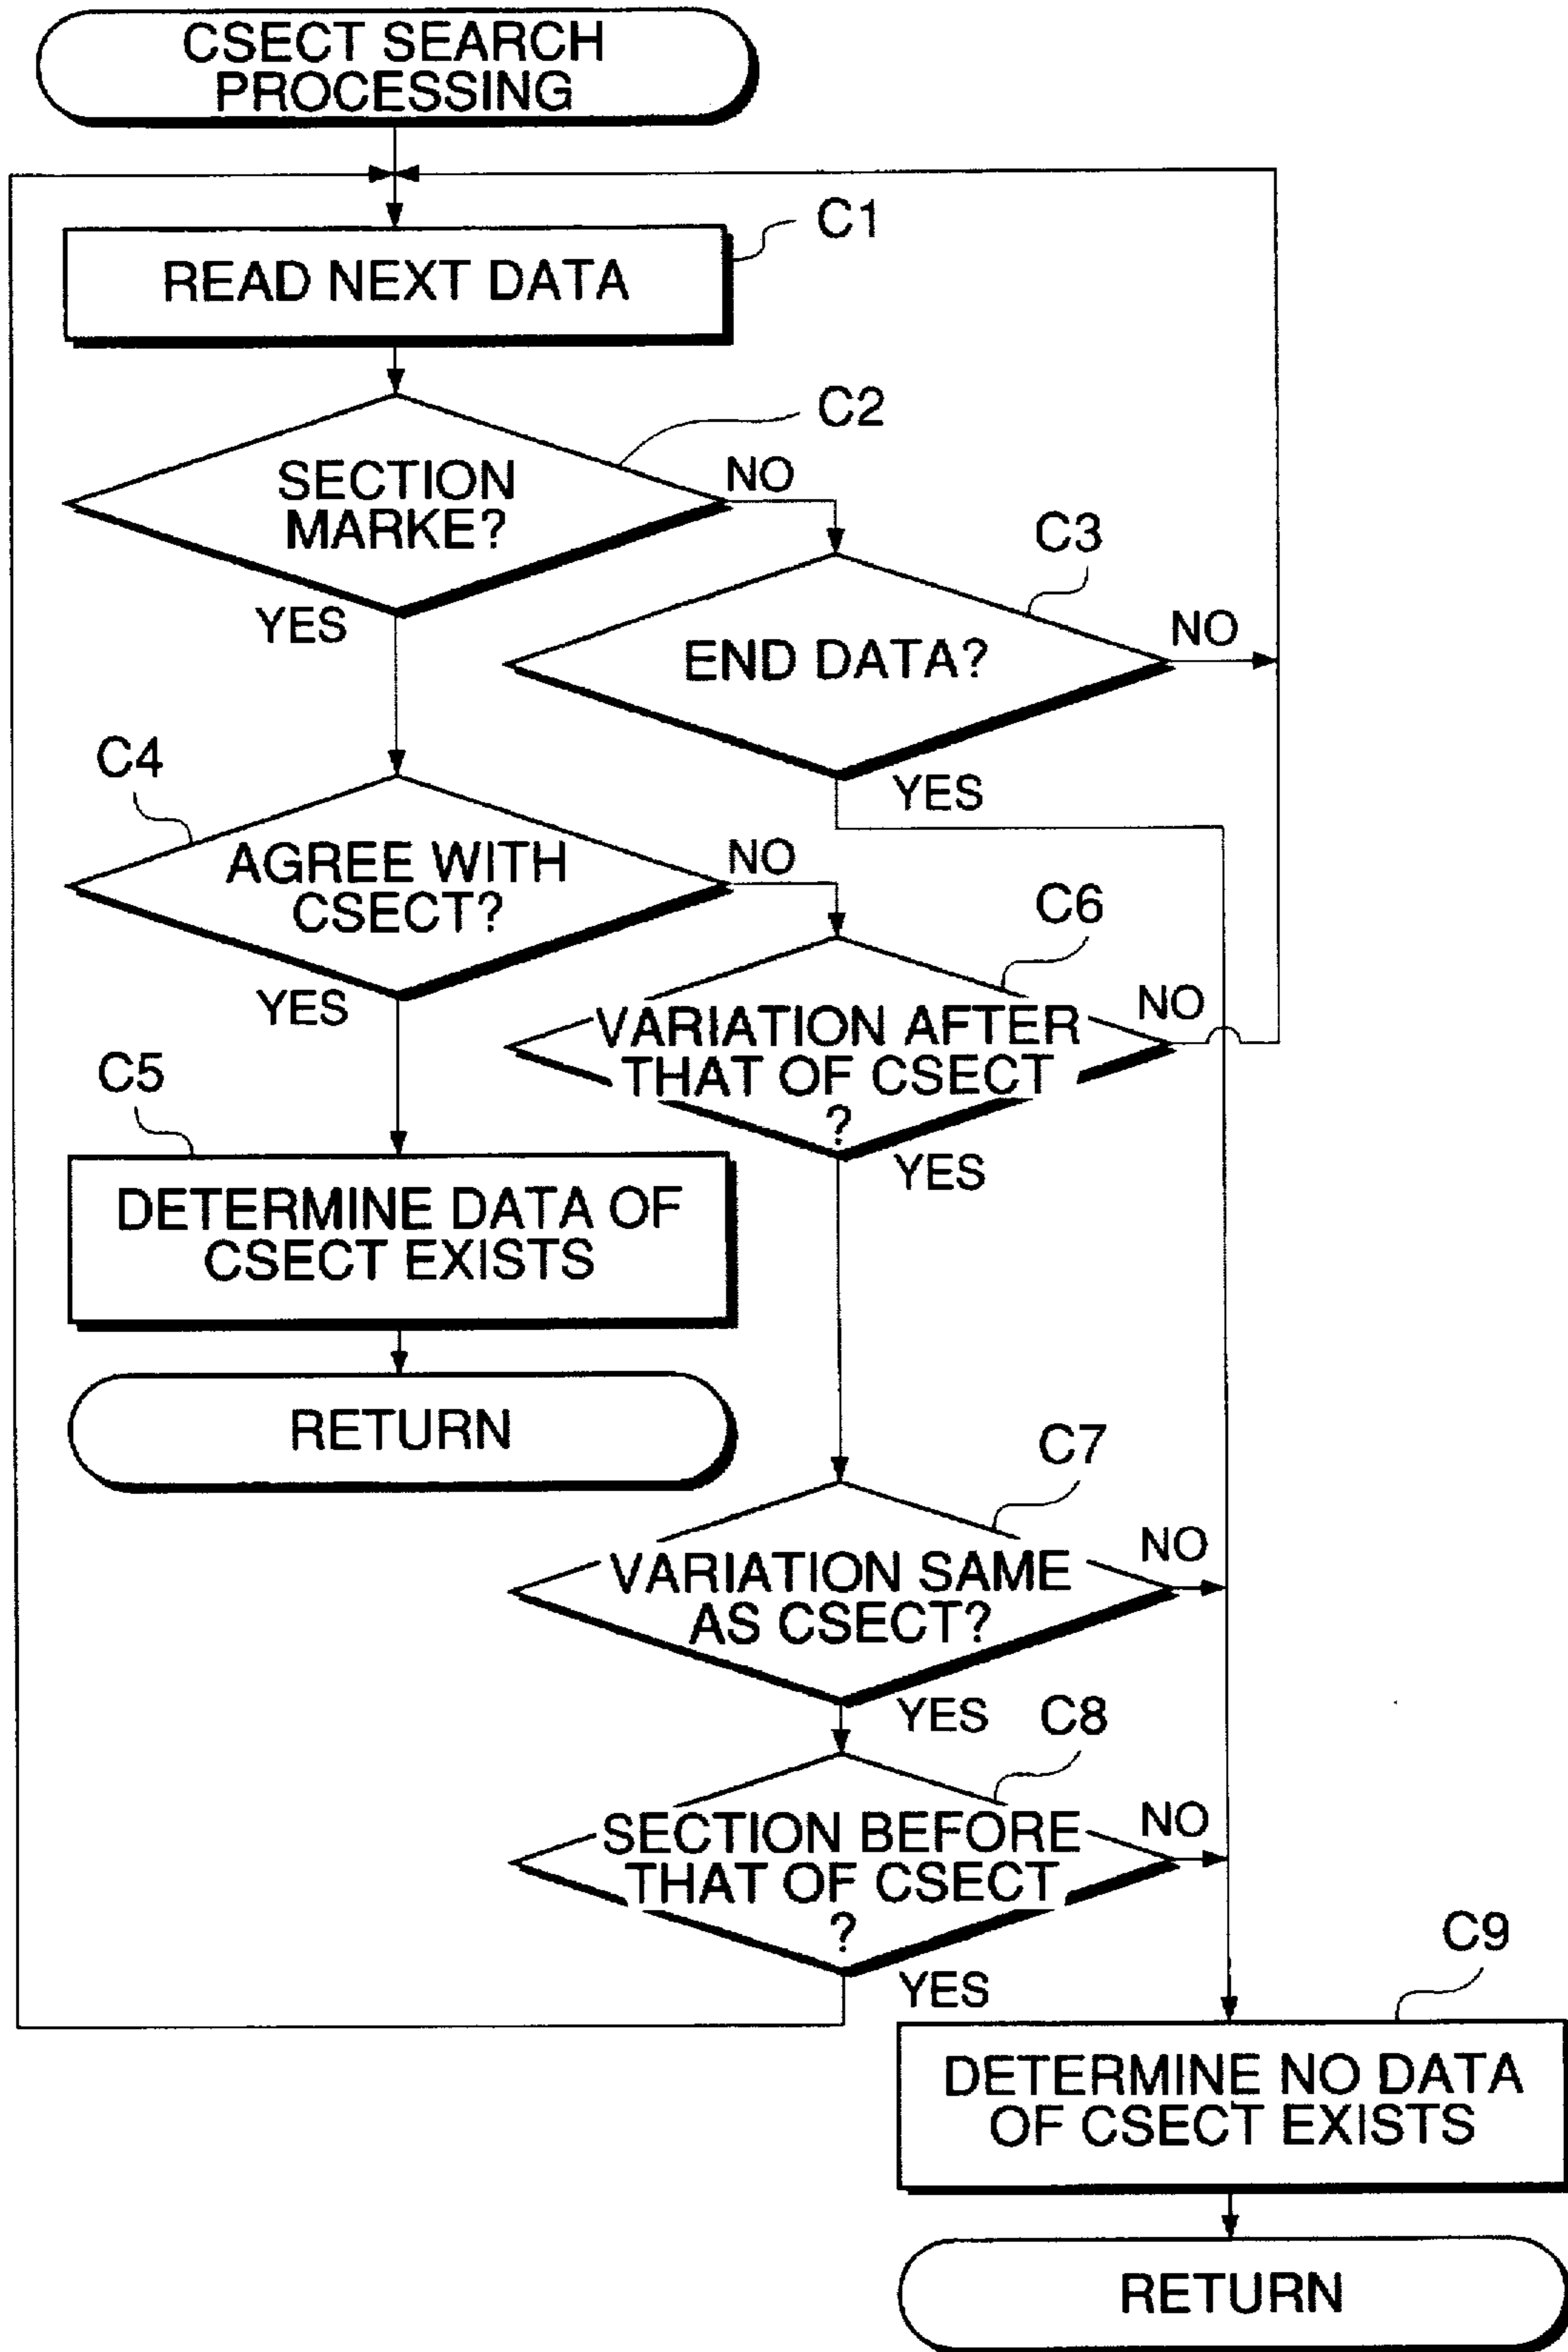 CSECT SEARCH
PROCESSING
C1
READ NEXT DATA
C2
SECTION
MARKE?
NO
YES
C3
END DATA?
NO
YES
C4
AGREE WITH
CSECT?
NO
YES
C6
VARIATION AFTER
THAT OF CSECT
?
NO
YES
C5
DETERMINE DATA OF
CSECT EXISTS
RETURN
C7
VARIATION SAME
AS CSECT?
NO
YES
C8
SECTION BEFORE
THAT OF CSECT
?
NO
YES
C9
DETERMINE NO DATA
OF CSECT EXISTS
RETURN